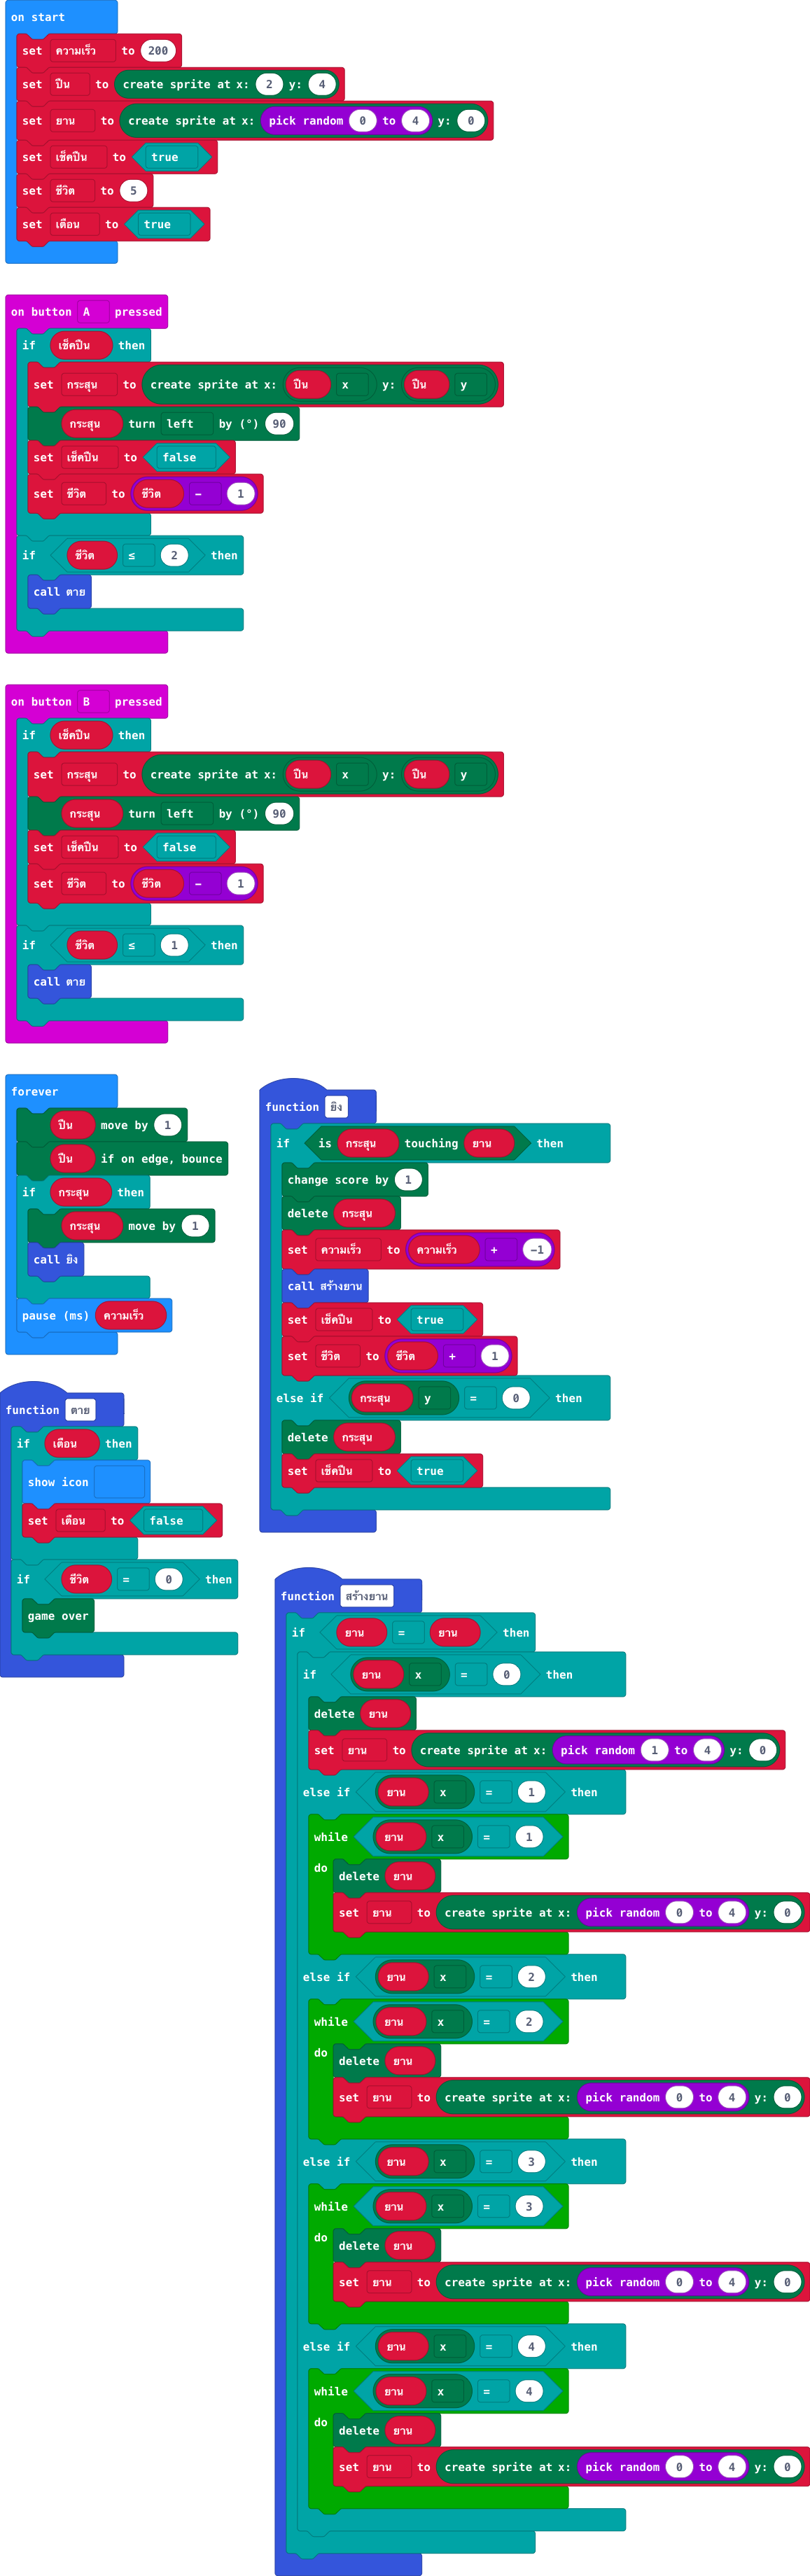 on start
set ความเร็ว to 200
set ปืน to create sprite at x: 2 y: 4
set ยาน to create sprite at x: pick random 0 to 4 y: 0
set เช็คปืน to true
set ชีวิต to 5
set เตือน to true
on button A pressed
if เช็คปืน then
set กระสุน to create sprite at x: ปืน x y: ปืน y
กระสุน turn left by (°) 90
set เช็คปืน to false
set ชีวิต to ชีวิต - 1
if ชีวิต ≤ 2 then
call ตาย
on button B pressed
if เช็คปืน then
set กระสุน to create sprite at x: ปืน x y: ปืน y
กระสุน turn left by (°) 90
set เช็คปืน to false
set ชีวิต to ชีวิต - 1
if ชีวิต ≤ 1 then
call ตาย
forever
ปืน move by 1
ปืน if on edge, bounce
if กระสุน then
กระสุน move by 1
call ยิง
pause (ms) ความเร็ว
function ยิง
if is กระสุน touching ยาน then
change score by 1
delete กระสุน
set ความเร็ว to ความเร็ว + -1
call สร้างยาน
set เช็คปืน to true
set ชีวิต to ชีวิต + 1
else if กระสุน y = 0 then
delete กระสุน
set เช็คปืน to true
function ตาย
if เตือน then
show icon
set เตือน to false
if ชีวิต = 0 then
game over
function สร้างยาน
if ยาน = ยาน then
if ยาน x = 0 then
delete ยาน
set ยาน to create sprite at x: pick random 1 to 4 y: 0
else if ยาน x = 1 then
while ยาน x = 1
do delete ยาน
set ยาน to create sprite at x: pick random 0 to 4 y: 0
else if ยาน x = 2 then
while ยาน x = 2
do delete ยาน
set ยาน to create sprite at x: pick random 0 to 4 y: 0
else if ยาน x = 3 then
while ยาน x = 3
do delete ยาน
set ยาน to create sprite at x: pick random 0 to 4 y: 0
else if ยาน x = 4 then
while ยาน x = 4
do delete ยาน
set ยาน to create sprite at x: pick random 0 to 4 y: 0